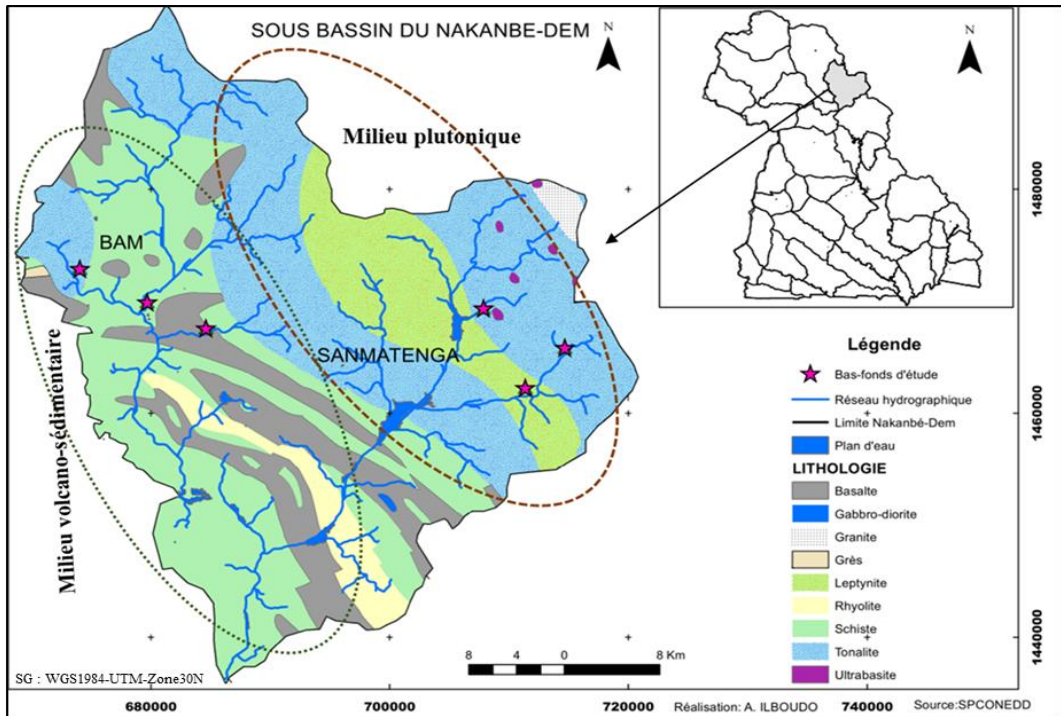 SOUS BASSIN DU NAKANBE-DEM
N
N
Milieu plutonique
BAM
SANMATENGA
Milieu volcano-sédimentaire
1480000
1460000
1440000
Légende
Bas-fonds d'étude
Réseau hydrographique
Limite Nakanbé-Dem
Plan d'eau
LITHOLOGIE
Basalte
Gabbro-diorite
Granite
Grès
Leptynite
Rhyolite
Schiste
Tonalite
Ultrabasite
8 4 0 8 Km
SG : WGS1984-UTM-Zone30N
680000 700000 720000 740000
Réalisation: A. ILBOUDO Source:SPCONEDD